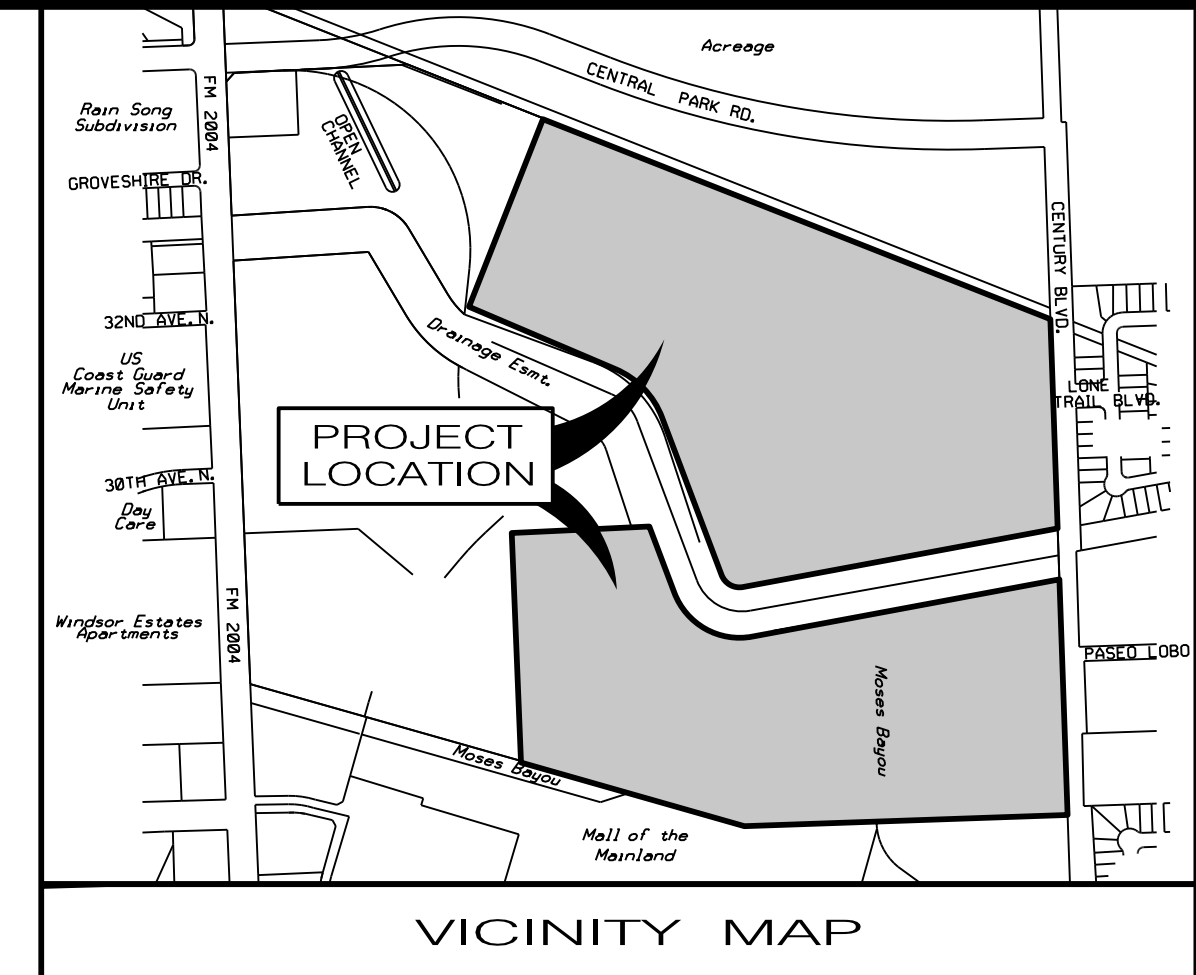 Acreage
CENTRAL PARK RD.
FM 2004
Rain Song
Subdivision
OPEN
CHANNEL
GROVESHIRE DR.
CENTURY BLVD.
32ND AVE. N.
Drainage Esmt.
US
Coast Guard
Marine Safety
Unit
LONE
TRAIL BLVD.
PROJECT
LOCATION
30TH AVE. N.
Day
Care
FM 2004
Windsor Estates
Apartments
PASEO LOBO
Moses Bayou
Moses Bayou
Mall of the
Mainland
VICINITY MAP